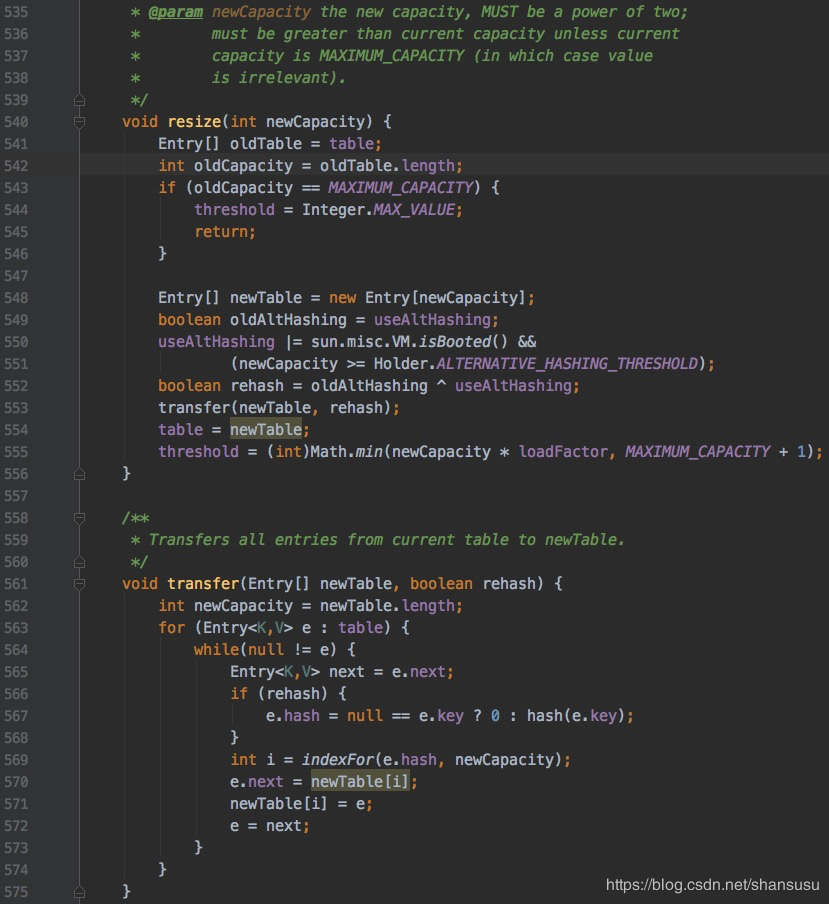 535 * @param newCapacity the new capacity, MUST be a power of two;
536 *        must be greater than current capacity unless current
537 *        capacity is MAXIMUM_CAPACITY (in which case value
538 *        is irrelevant).
539 */
540 void resize(int newCapacity) {
541     Entry[] oldTable = table;
542     int oldCapacity = oldTable.length;
543     if (oldCapacity == MAXIMUM_CAPACITY) {
544         threshold = Integer.MAX_VALUE;
545         return;
546     }
547
548     Entry[] newTable = new Entry[newCapacity];
549     boolean oldAltHashing = useAltHashing;
550     useAltHashing |= sun.misc.VM.isBooted() &&
551             (newCapacity >= Holder.ALTERNATIVE_HASHING_THRESHOLD);
552     boolean rehash = oldAltHashing ^ useAltHashing;
553     transfer(newTable, rehash);
554     table = newTable;
555     threshold = (int)Math.min(newCapacity * loadFactor, MAXIMUM_CAPACITY + 1);
556 }
557
558 /**
559  * Transfers all entries from current table to newTable.
560  */
561 void transfer(Entry[] newTable, boolean rehash) {
562     int newCapacity = newTable.length;
563     for (Entry<K,V> e : table) {
564         while(null != e) {
565             Entry<K,V> next = e.next;
566             if (rehash) {
567                 e.hash = null == e.key ? 0 : hash(e.key);
568             }
569             int i = indexFor(e.hash, newCapacity);
570             e.next = newTable[i];
571             newTable[i] = e;
572             e = next;
573         }
574     }
575 }
https://blog.csdn.net/shansusu